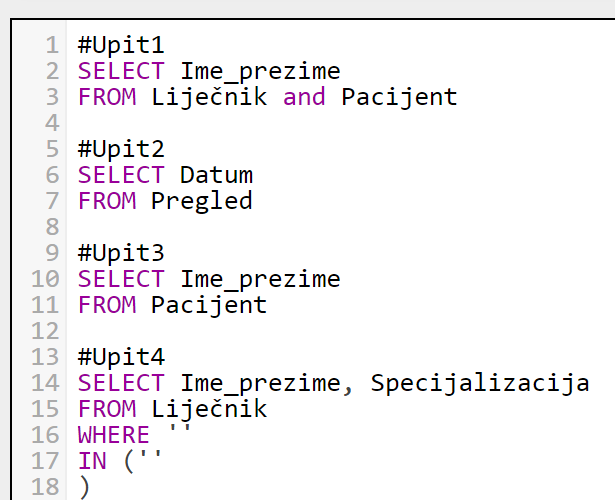 1 #Upit1
2 SELECT Ime_prezime
3 FROM Liječnik and Pacijent
4
5 #Upit2
6 SELECT Datum
7 FROM Pregled
8
9 #Upit3
10 SELECT Ime_prezime
11 FROM Pacijent
12
13 #Upit4
14 SELECT Ime_prezime, Specijalizacija
15 FROM Liječnik
16 WHERE ''
17 IN (''
18 )